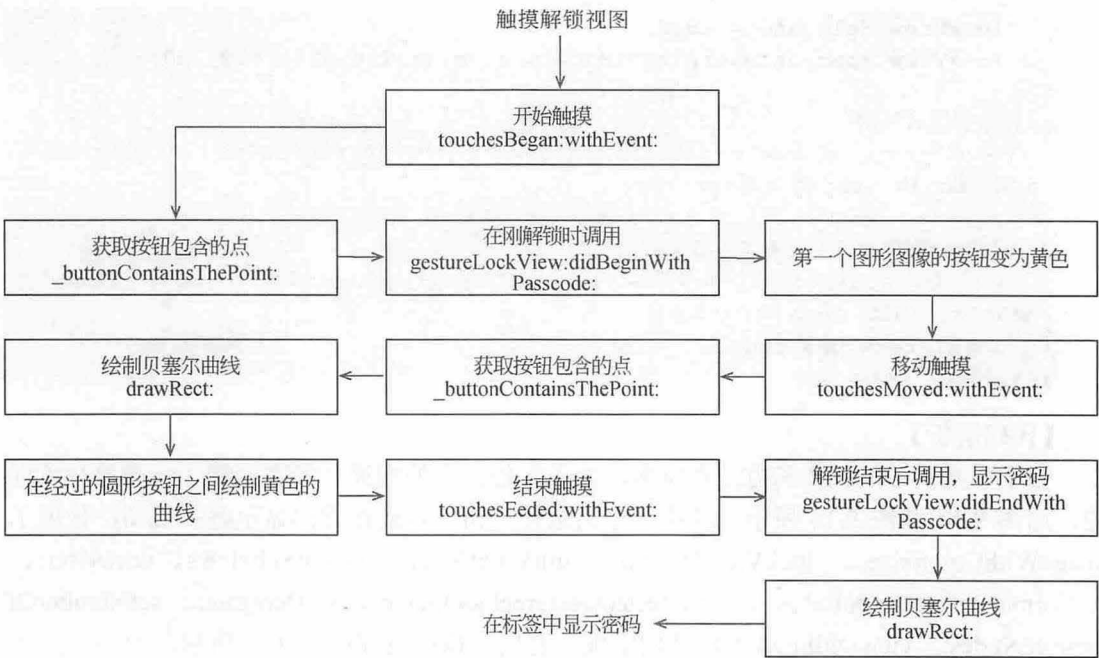 触摸解锁视图
开始触摸
touchesBegan:withEvent:
获取按钮包含的点
_buttonContainsThePoint:
在刚解锁时调用
gestureLockView:didBeginWith
Passcode:
第一个图形图像的按钮变为黄色
绘制贝塞尔曲线
drawRect:
获取按钮包含的点
_buttonContainsThePoint:
移动触摸
touchesMoved:withEvent:
在经过的圆形按钮之间绘制黄色的
曲线
结束触摸
touchesEeded:withEvent:
解锁结束后调用，显示密码
gestureLockView:didEndWith
Passcode:
在标签中显示密码
绘制贝塞尔曲线
drawRect: